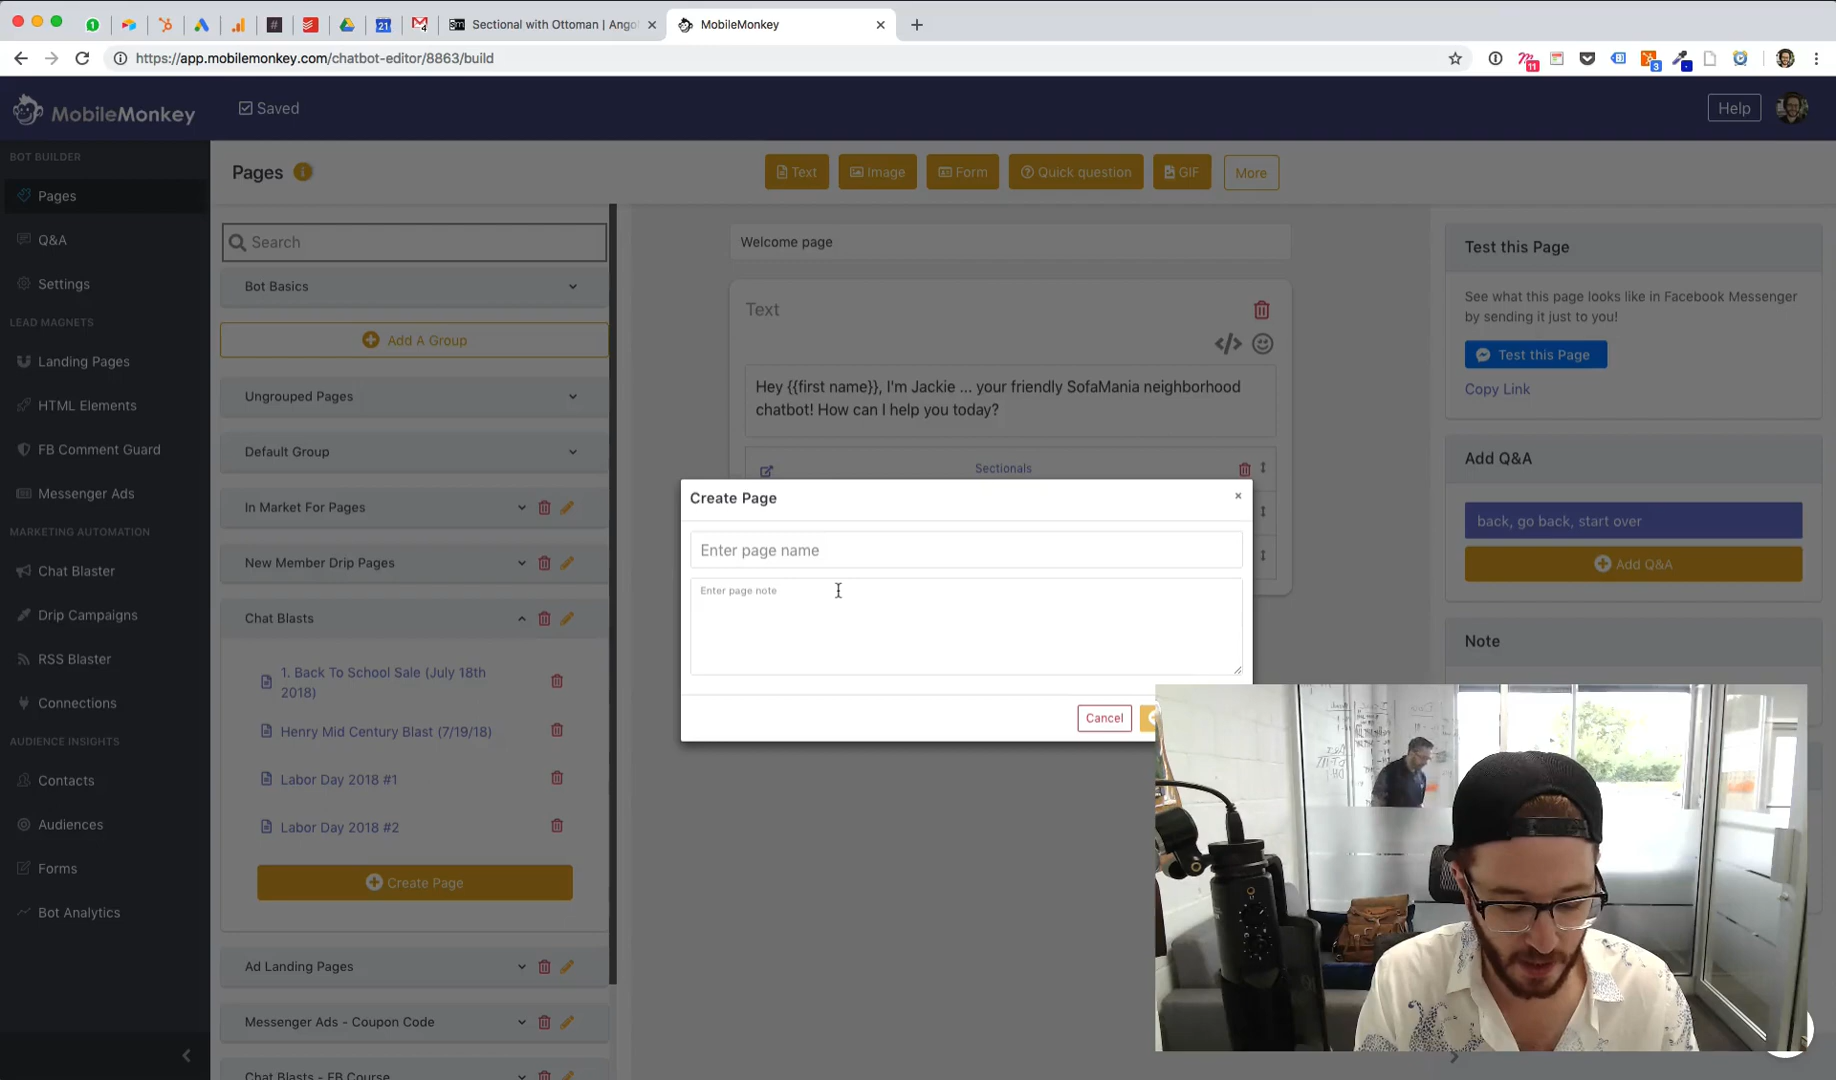 Sectional with Ottoman | Ango
MobileMonkey
https://app.mobilemonkey.com/chatbot-editor/8863/build
11
3
MobileMonkey
Saved
Help
BOT BUILDER
Pages
Q&A
Settings
LEAD MAGNETS
Landing Pages
HTML Elements
FB Comment Guard
Messenger Ads
MARKETING AUTOMATION
Chat Blaster
Drip Campaigns
RSS Blaster
Connections
AUDIENCE INSIGHTS
Contacts
Audiences
Forms
Bot Analytics
Pages
Text
Image
Form
Quick question
GIF
More
Search
Bot Basics
Add A Group
Ungrouped Pages
Default Group
In Market For Pages
New Member Drip Pages
Chat Blasts
1. Back To School Sale (July 18th
2018)
Henry Mid Century Blast (7/19/18)
Labor Day 2018 #1
Labor Day 2018 #2
Create Page
Ad Landing Pages
Messenger Ads - Coupon Code
Chat Blasts - FB Course
Welcome page
Text
Hey {{first name}}, I'm Jackie ... your friendly SofaMania neighborhood
chatbot! How can I help you today?
Sectionals
Create Page
Enter page name
Enter page note
Cancel
Test this Page
See what this page looks like in Facebook Messenger
by sending it just to you!
Test this Page
Copy Link
Add Q&A
back, go back, start over
Add Q&A
Note